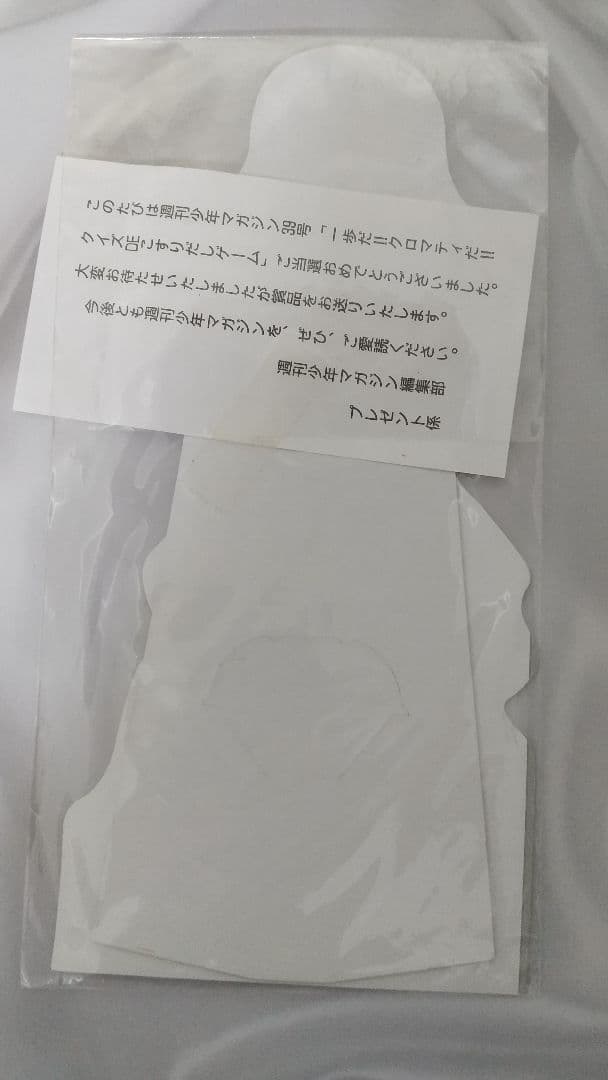 このたびは週刊少年マガジン39号「一歩だ!!クロマティだ!!
クイズDEこすりだしゲーム」ご当選おめでとうございました。
大変お待たせいたしましたが賞品をお送りいたします。
今後とも週刊少年マガジンを、ぜひ、ご愛読ください。
週刊少年マガジン編集部
プレゼント係